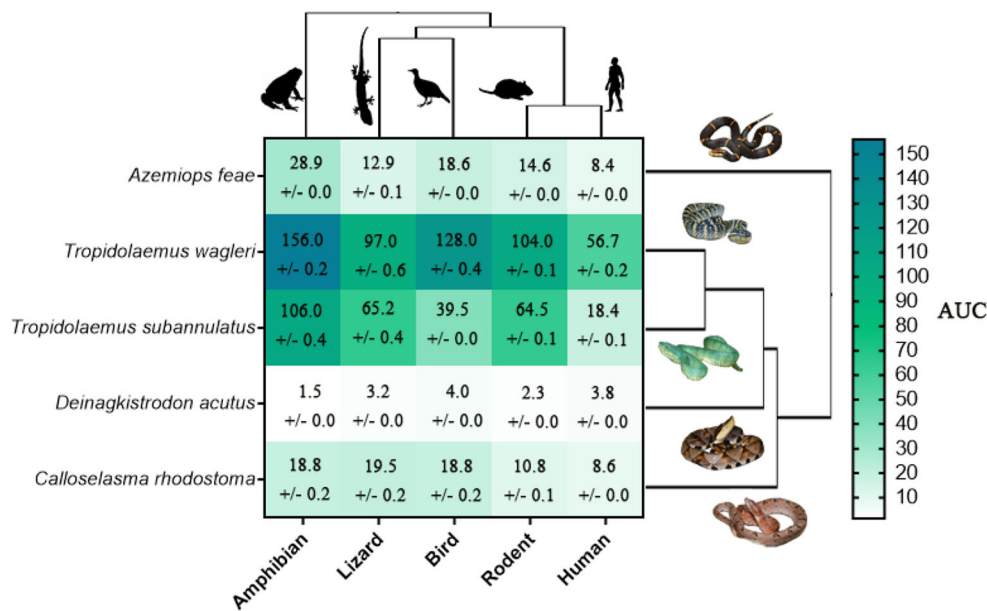 Azemiops feae 28.9 12.9 18.6 14.6 8.4
+/- 0.0 +/- 0.1 +/- 0.0 +/- 0.0 +/- 0.0
Tropidolaemus wagleri 156.0 97.0 128.0 104.0 56.7
+/- 0.2 +/- 0.6 +/- 0.4 +/- 0.1 +/- 0.2
Tropidolaemus subannulatus 106.0 65.2 39.5 64.5 18.4
+/- 0.4 +/- 0.4 +/- 0.0 +/- 0.1 +/- 0.1
Deinagkistrodon acutus 1.5 3.2 4.0 2.3 3.8
+/- 0.0 +/- 0.0 +/- 0.0 +/- 0.0 +/- 0.0
Calloselasma rhodostoma 18.8 19.5 18.8 10.8 8.6
+/- 0.2 +/- 0.2 +/- 0.2 +/- 0.1 +/- 0.0
Amphibian
Lizard
Bird
Rodent
Human
150
140
130
120
110
100
90
80
70
60
50
40
30
20
10
AUC